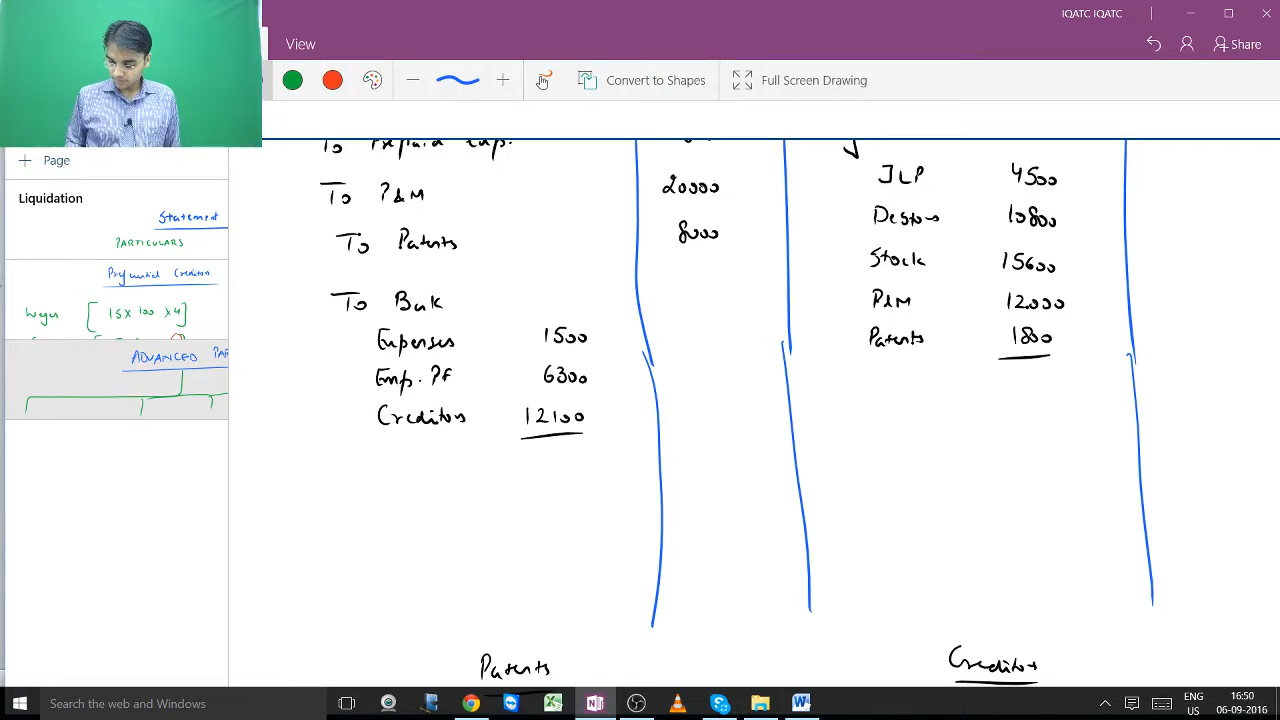 IQATC IQATC
View
Share
Convert to Shapes
Full Screen Drawing
Page
Liquidation
Statement
PARTICULARS
Creditors
Wages [15 x 100 x 4]
ADVANCED
To Prepaid Exp.
To P&M 20000
To Patents 8000
To Bank
Expenses 1500
Emp. Pf 6300
Creditors 12100
JLP 4500
Debtors 10800
Stock 15600
P&M 12000
Patents 1800
Patents
Creditors
Search the web and Windows
ENG
US
16:50
06-09-2016